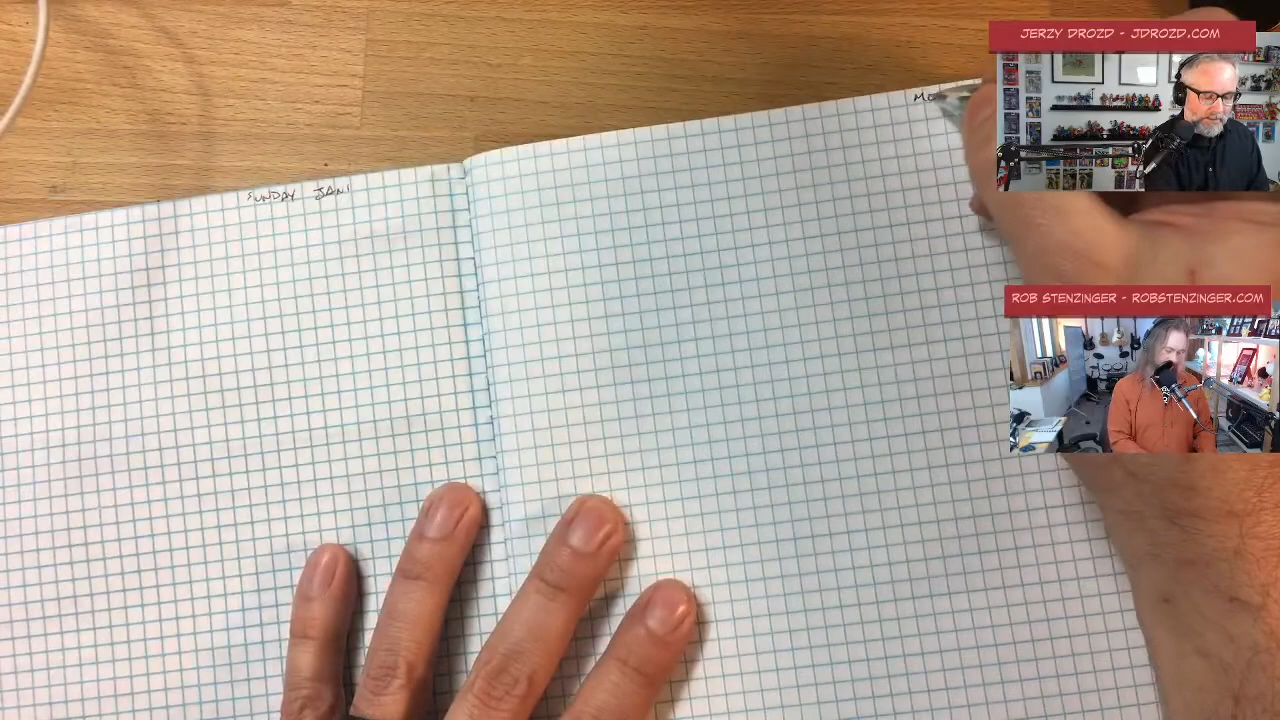 JERZY DROZD - JDROZD.COM
SUNDAY JAN
ROB STENZINGER - ROBSTENZINGER.COM